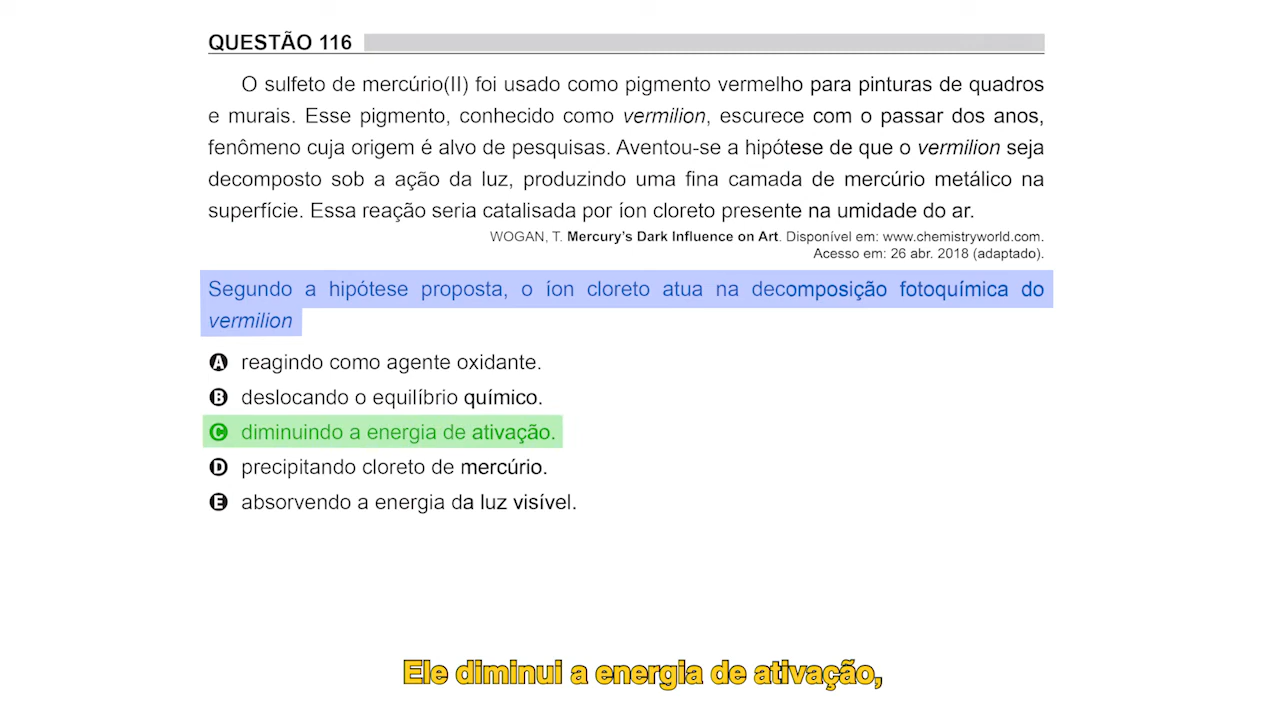 QUESTÃO 116
O sulfeto de mercúrio(II) foi usado como pigmento vermelho para pinturas de quadros
e murais. Esse pigmento, conhecido como vermilion, escurece com o passar dos anos,
fenômeno cuja origem é alvo de pesquisas. Aventou-se a hipótese de que o vermilion seja
decomposto sob a ação da luz, produzindo uma fina camada de mercúrio metálico na
superfície. Essa reação seria catalisada por íon cloreto presente na umidade do ar.
WOGAN, T. Mercury's Dark Influence on Art. Disponível em: www.chemistryworld.com.
Acesso em: 26 abr. 2018 (adaptado).
Segundo a hipótese proposta, o íon cloreto atua na decomposição fotoquímica do
vermilion
A reagindo como agente oxidante.
B deslocando o equilíbrio químico.
C diminuindo a energia de ativação.
D precipitando cloreto de mercúrio.
E absorvendo a energia da luz visível.
Ele diminui a energia de ativação,